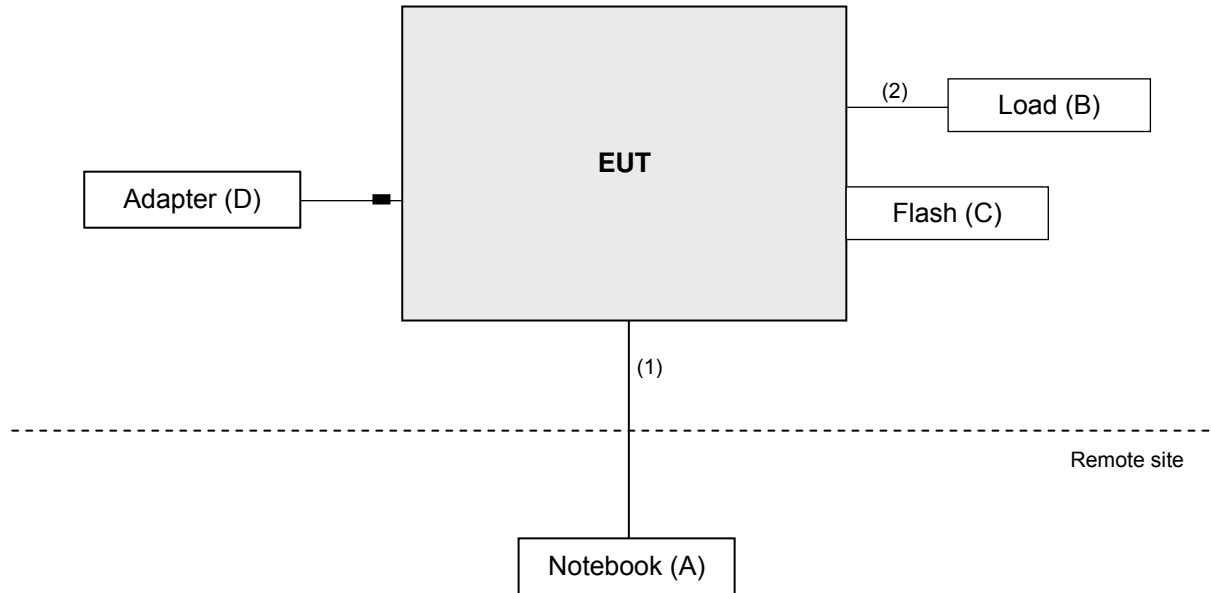 (2)
Load (B)
EUT
Adapter (D)
Flash (C)
(1)
Remote site
Notebook (A)